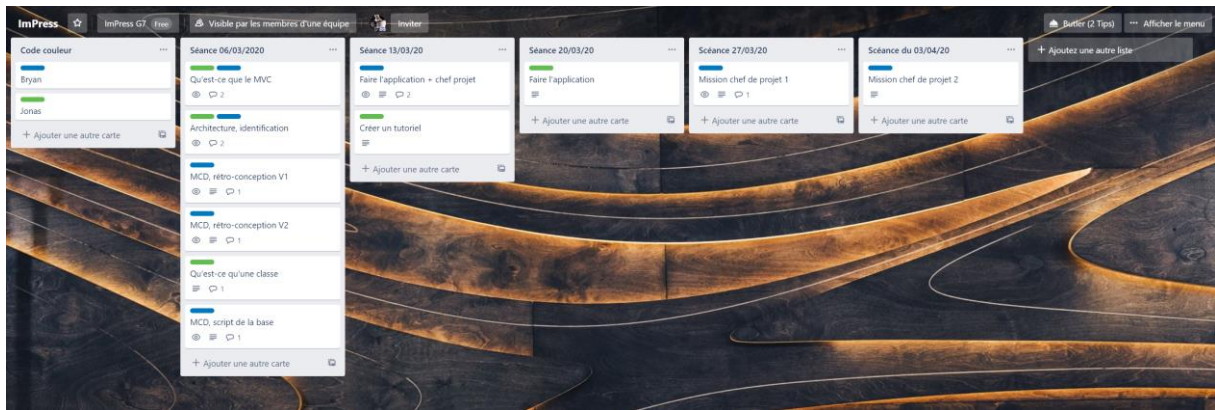 ImPress
ImPress G7 Free
Visible par les membres d'une équipe
Inviter
Butler (2 Tips)
Afficher le menu
Code couleur
Bryan
Jonas
+ Ajouter une autre carte
Séance 06/03/2020
Qu'est-ce que le MVC
2
Architecture, identification
2
MCD, rétro-conception V1
1
MCD, rétro-conception V2
1
Qu'est-ce qu'une classe
1
MCD, script de la base
1
+ Ajouter une autre carte
Séance 13/03/20
Faire l'application + chef projet
2
Créer un tutoriel
+ Ajouter une autre carte
Séance 20/03/20
Faire l'application
+ Ajouter une autre carte
Scéance 27/03/20
Mission chef de projet 1
1
+ Ajouter une autre carte
Scéance du 03/04/20
Mission chef de projet 2
+ Ajouter une autre carte
+ Ajoutez une autre liste